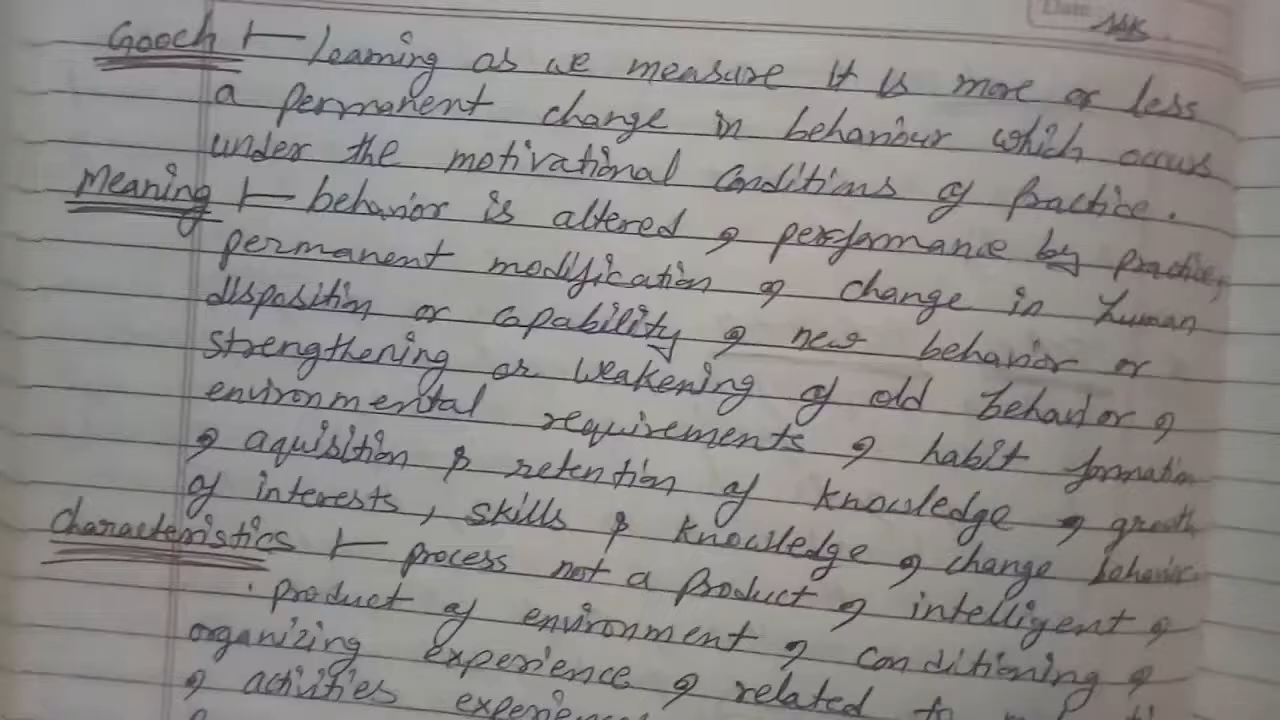 Date
Gooch ⊢ Learning as we measure it is more or less
a permanent change in behaviour which occurs
under the motivational conditions of practice.
Meaning ⊢ behavior is altered, performance by practice,
permanent modification, change in human
disposition or capability, new behavior or
strengthening or weakening of old behavior,
environmental requirements, habit formation
, aquisition & retention of knowledge, growth
of interests, skills & knowledge, change behavior.
Characteristics ⊢ process not a product, intelligent,
product of environment, conditioning,
organizing experience, related to
, activities